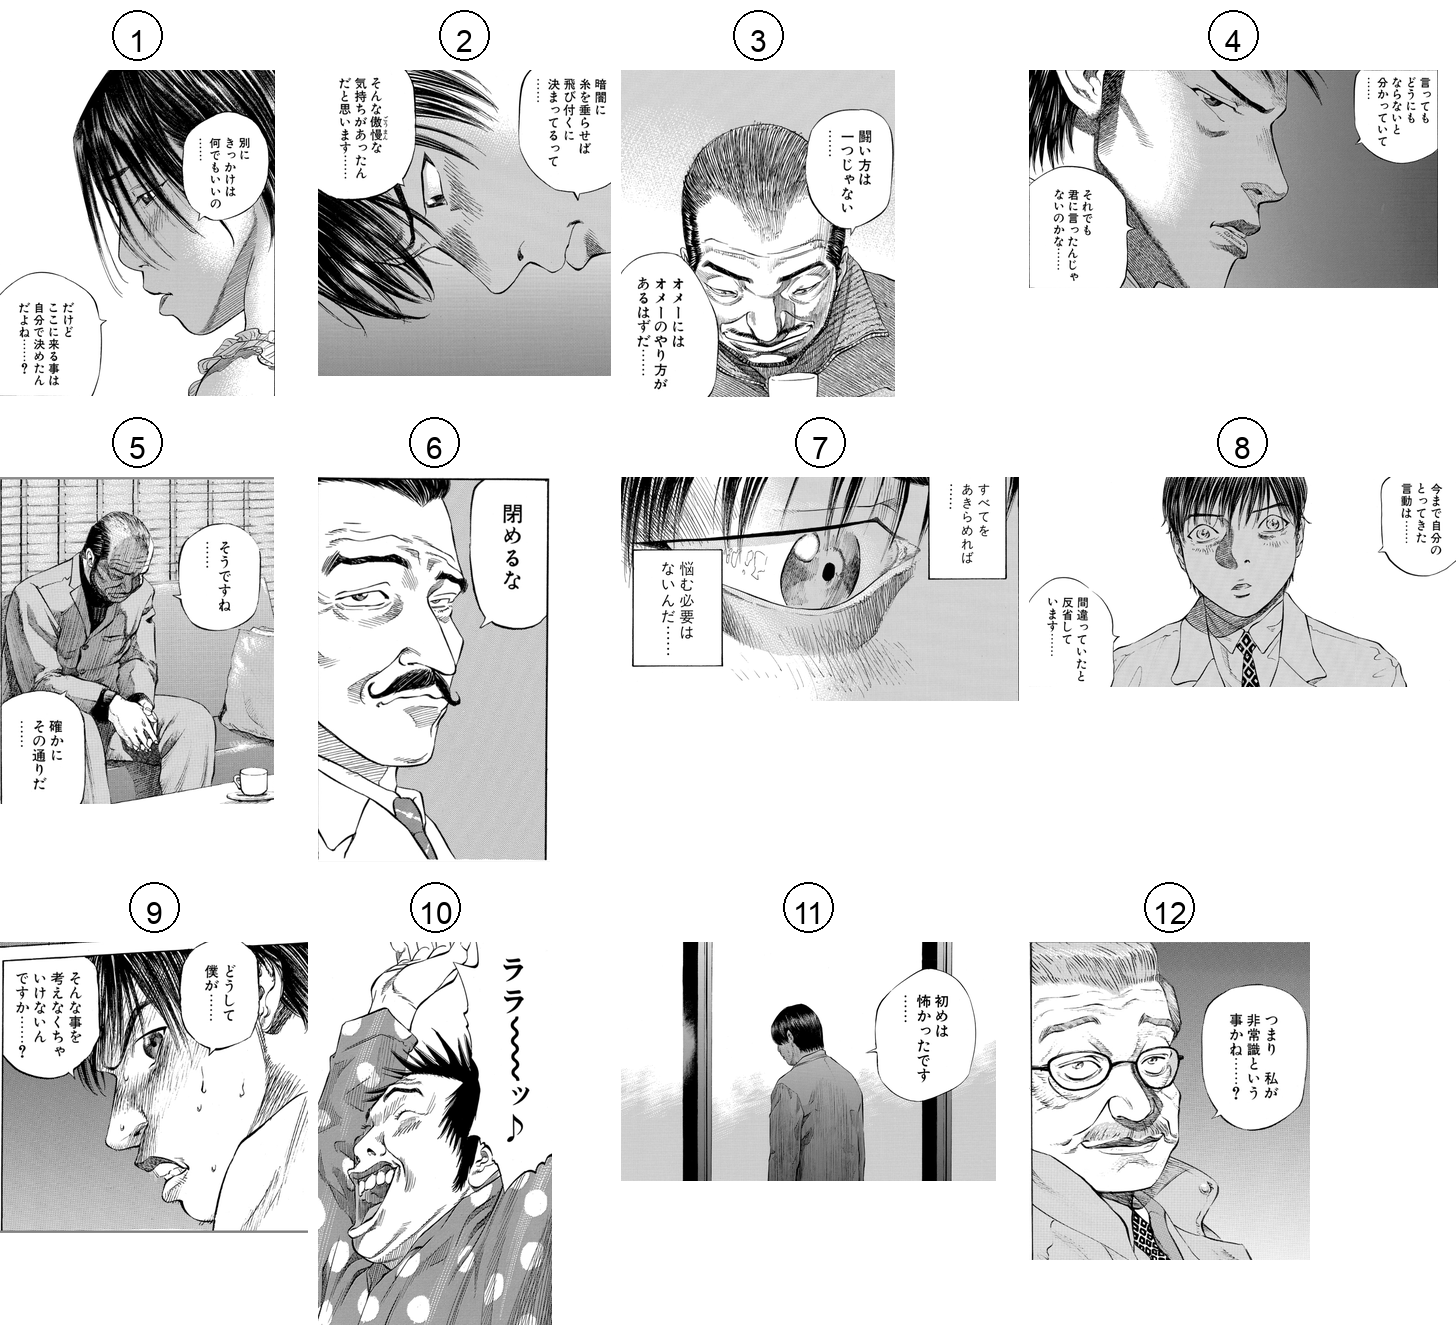 1
別に
きっかけは
何でもいいの
……
だけど
ここに来る事は
自分で決めたん
だよね……?
2
暗闇に
糸を垂らせば
飛び付くに
決まってるって
……
そんな傲慢な
ごうまん
気持ちがあったん
だと思います……
3
闘い方は
一つじゃない
……
オメーには
オメーのやり方が
あるはずだ……
4
言っても
どうにも
ならないと
分かっていて
……
それでも
君に言ったんじゃ
ないのかな……
5
そうですね
……
確かに
その通りだ
……
6
閉めるな
7
すべてを
あきらめれば
……
悩む必要は
ないんだ……
8
今まで自分の
とってきた
言動は……
間違っていたと
反省して
います……
9
どうして
僕が……
そんな事を
考えなくちゃ
いけないん
ですか……?
10
ララ〜〜〜〜ッ♪
11
初めは
怖かったです
……
12
つまり 私が
非常識という
事かね……?